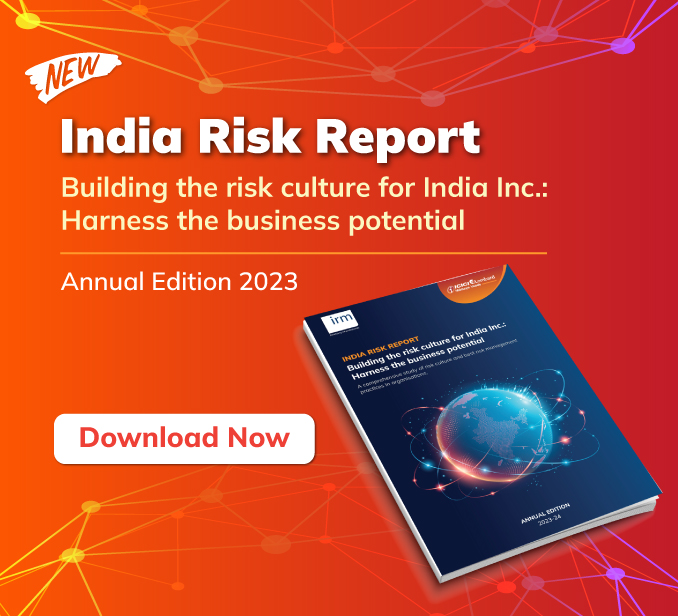 NEW
India Risk Report
Building the risk culture for India Inc.:
Harness the business potential
Annual Edition 2023
Download Now
irm
ICICI Lombard
INDIA RISK REPORT
Building the risk culture for India Inc.:
Harness the business potential
A comprehensive study of risk culture and best risk management
practices in organisations.
ANNUAL EDITION
2023-24